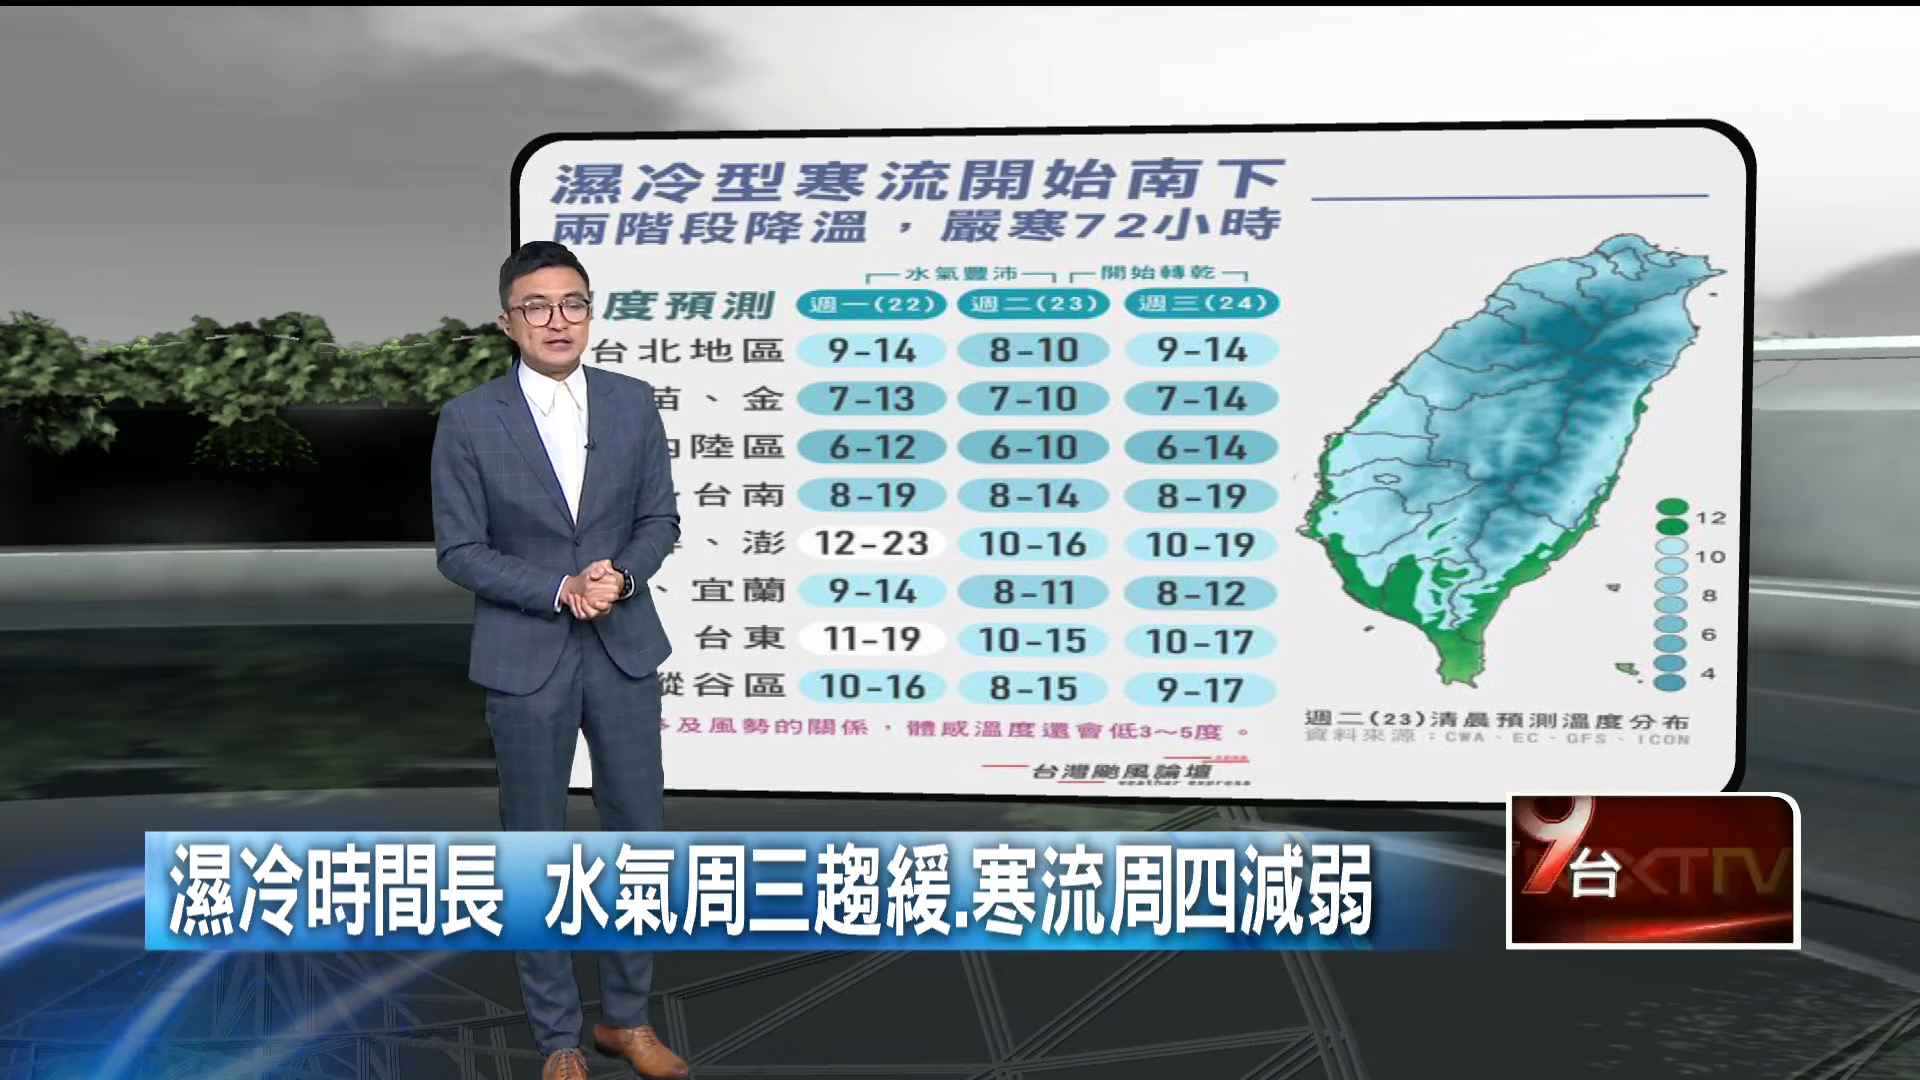 濕冷型寒流開始南下
兩階段降溫，嚴寒72小時
水氣豐沛 開始轉乾
度預測 週一(22) 週二(23) 週三(24)
台北地區 9-14 8-10 9-14
苗、金 7-13 7-10 7-14
陸區 6-12 6-10 6-14
台南 8-19 8-14 8-19
、澎 12-23 10-16 10-19
、宜蘭 9-14 8-11 8-12
台東 11-19 10-15 10-17
縱谷區 10-16 8-15 9-17
及風勢的關係，體感溫度還會低3～5度。
台灣颱風論壇
weather express
12
10
8
6
4
週二(23)清晨預測溫度分布
資料來源：CWA、EC、GFS、ICON
濕冷時間長 水氣周三趨緩.寒流周四減弱
9台
NEXTTV